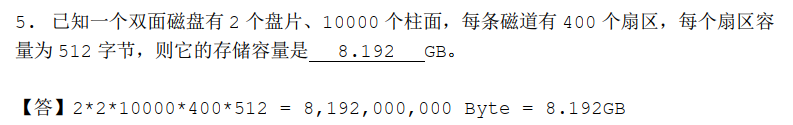 5. 已知一个双面磁盘有 2 个盘片、10000 个柱面，每条磁道有 400 个扇区，每个扇区容
量为 512 字节，则它的存储容量是 8.192 GB。
【答】2*2*10000*400*512 = 8,192,000,000 Byte = 8.192GB